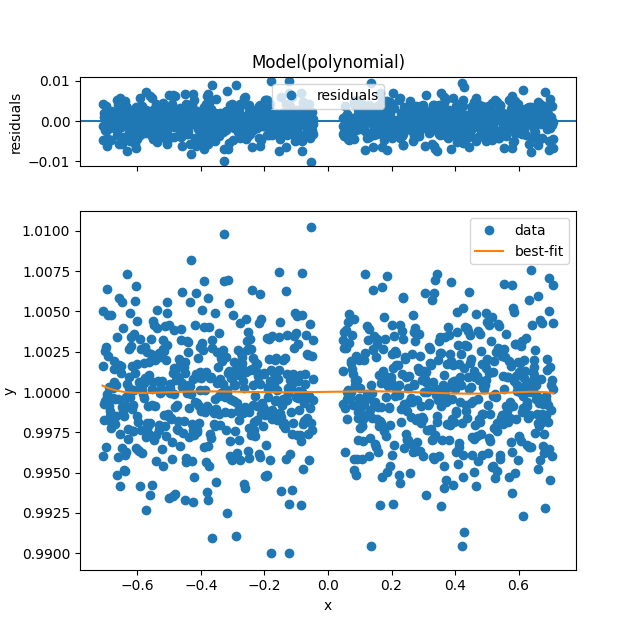 Model(polynomial)
0.01
0.00
−0.01
residuals
residuals
1.0100
1.0075
1.0050
1.0025
1.0000
0.9975
0.9950
0.9925
0.9900
y
data
best-fit
−0.6 −0.4 −0.2 0.0 0.2 0.4 0.6
x